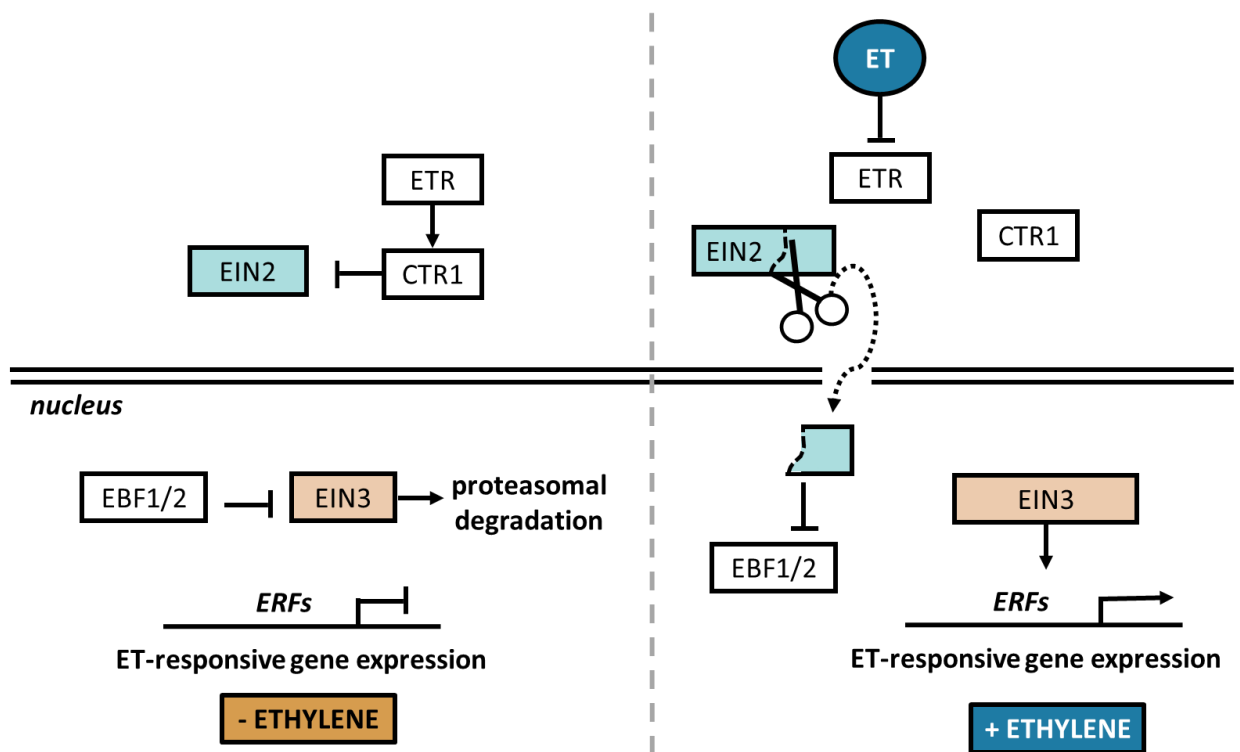 ETR
EIN2
CTR1
ET
ETR
EIN2
CTR1
nucleus
EBF1/2
EIN3
proteasomal
degradation
ERFs
ET-responsive gene expression
- ETHYLENE
EBF1/2
EIN3
ERFs
ET-responsive gene expression
+ ETHYLENE